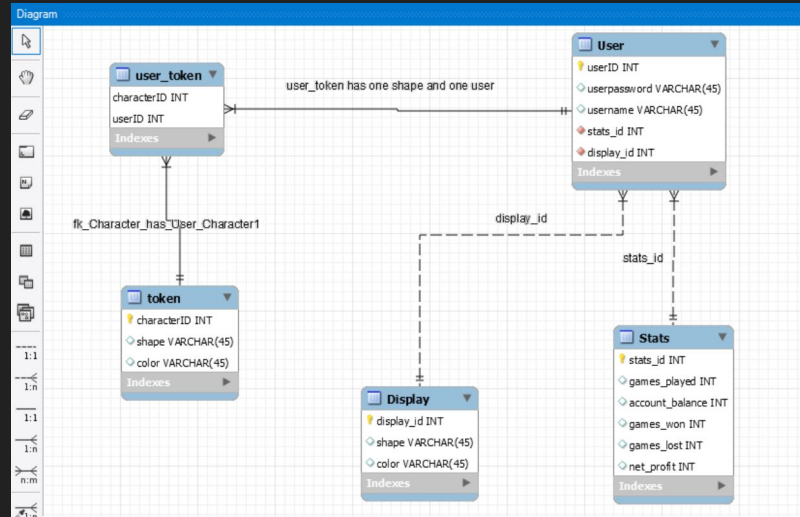 Diagram
user_token
characterID INT
userID INT
Indexes
user_token has one shape and one user
User
userID INT
userpassword VARCHAR(45)
username VARCHAR(45)
stats_id INT
display_id INT
Indexes
fk_Character_has_User_Character1
display_id
stats_id
token
characterID INT
shape VARCHAR(45)
color VARCHAR(45)
Indexes
Display
display_id INT
shape VARCHAR(45)
color VARCHAR(45)
Indexes
Stats
stats_id INT
games_played INT
account_balance INT
games_won INT
games_lost INT
net_profit INT
Indexes
1:1
1:n
1:1
1:n
n:m